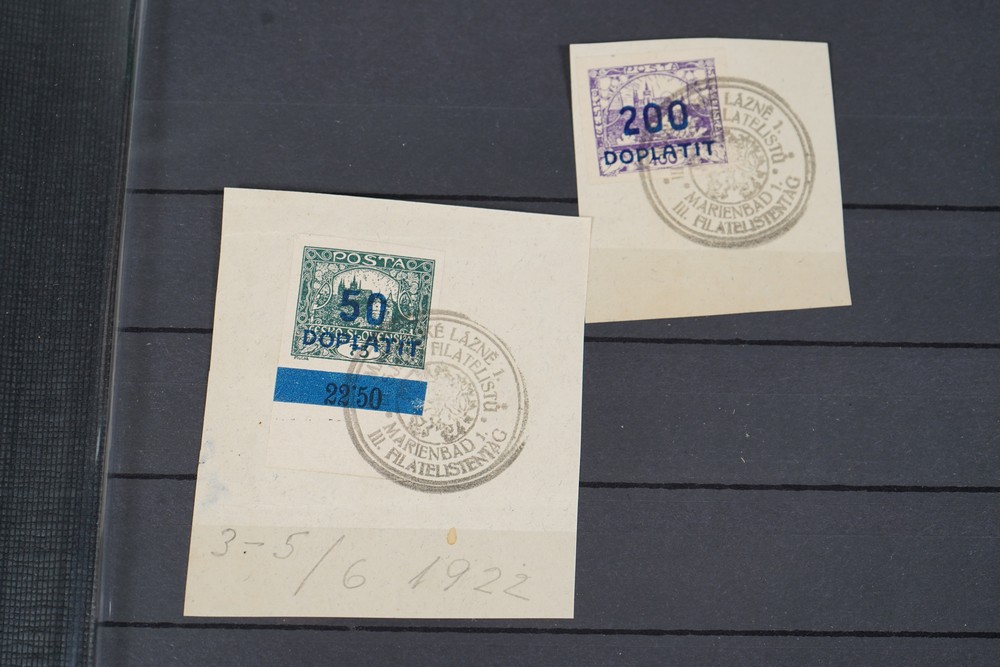 POSTA
200
DOPLATIT
LÁZNĚ 1.
MARIENBAD 1.
III. FILATELISTENTAG
POSTA
50
DOPLATIT
22·50
LÁZNĚ 1.
FILATELISTŮ
MARIENBAD 1.
III. FILATELISTENTAG
3-5/6 1922